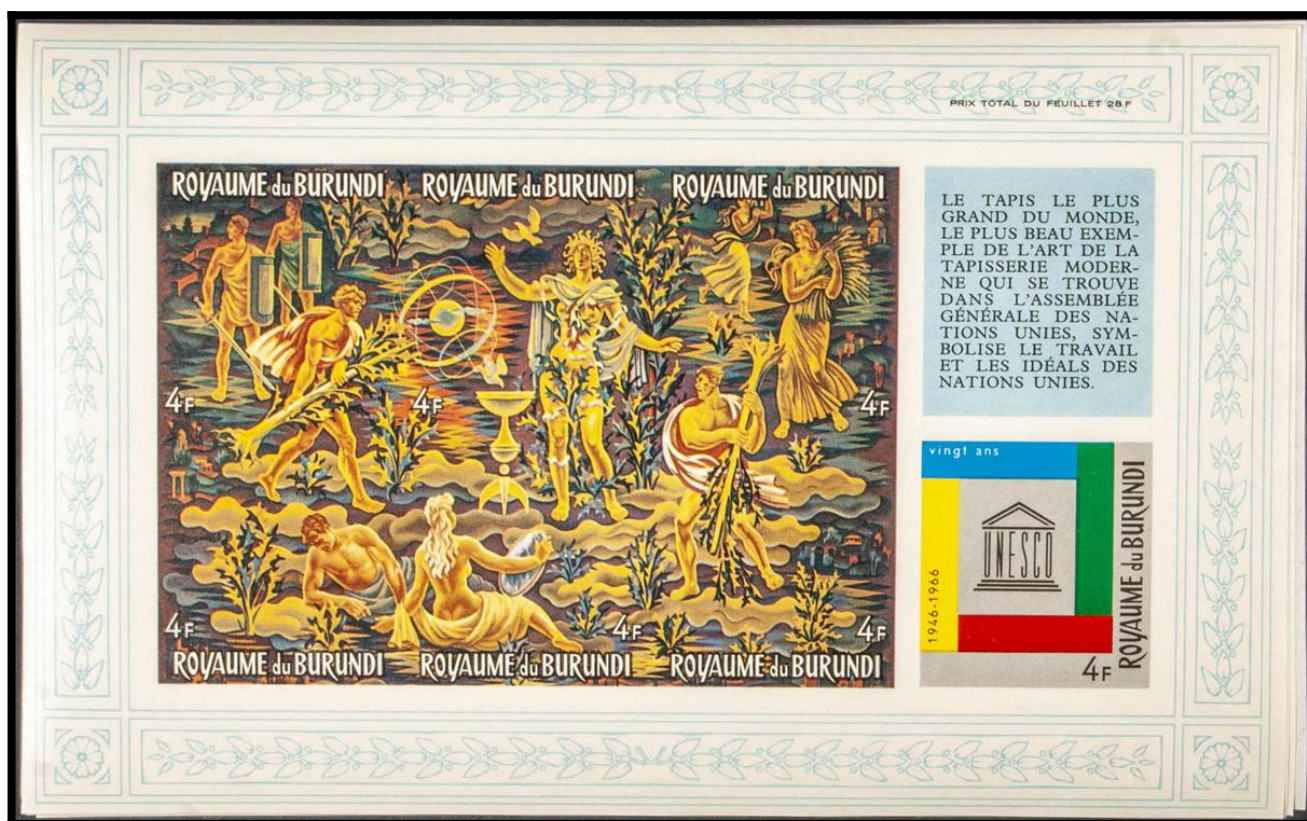 PRIX TOTAL DU FEUILLET 28 F
ROYAUME du BURUNDI
ROYAUME du BURUNDI
ROYAUME du BURUNDI
4F
4F
4F
4F
4F
4F
ROYAUME du BURUNDI
ROYAUME du BURUNDI
ROYAUME du BURUNDI
LE TAPIS LE PLUS
GRAND DU MONDE,
LE PLUS BEAU EXEM-
PLE DE L'ART DE LA
TAPISSERIE MODER-
NE QUI SE TROUVE
DANS L'ASSEMBLÉE
GÉNÉRALE DES NA-
TIONS UNIES, SYM-
BOLISE LE TRAVAIL
ET LES IDÉALS DES
NATIONS UNIES.
vingt ans
UNESCO
1946-1966
ROYAUME du BURUNDI
4F